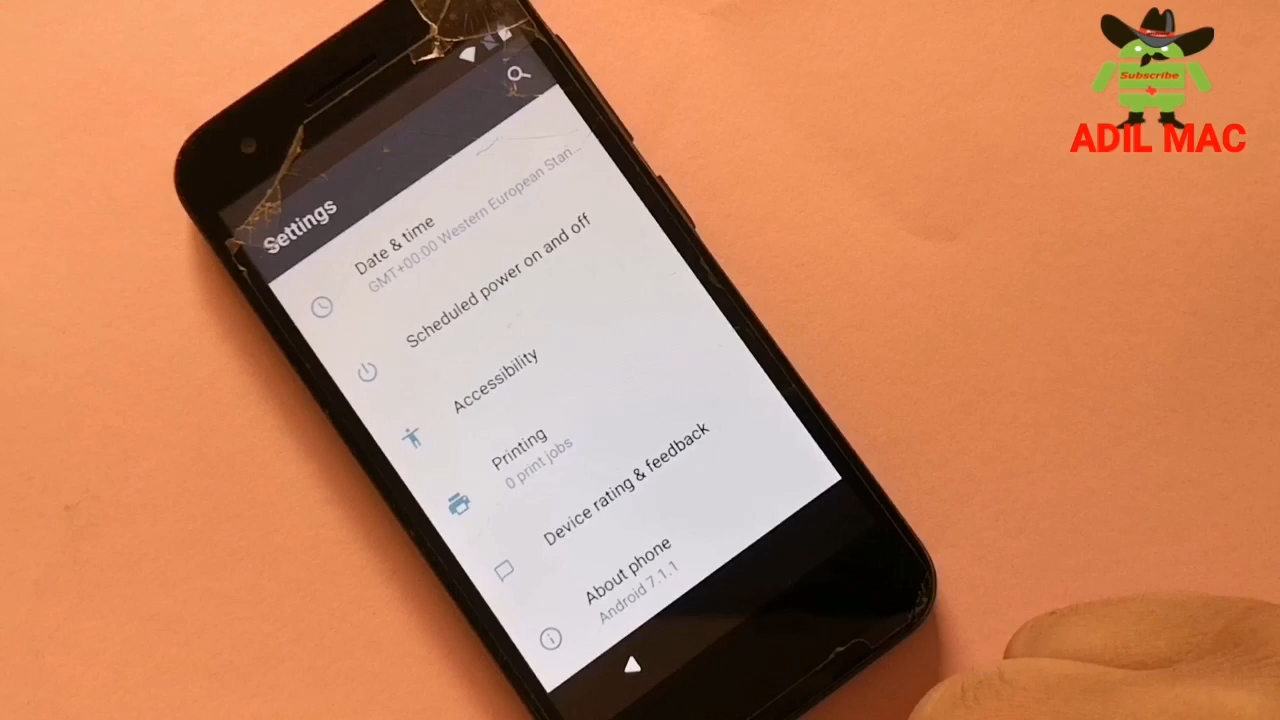 Subscribe
ADIL MAC
Settings
Date & time
GMT+00:00 Western European Stan...
Scheduled power on and off
Accessibility
Printing
0 print jobs
Device rating & feedback
About phone
Android 7.1.1